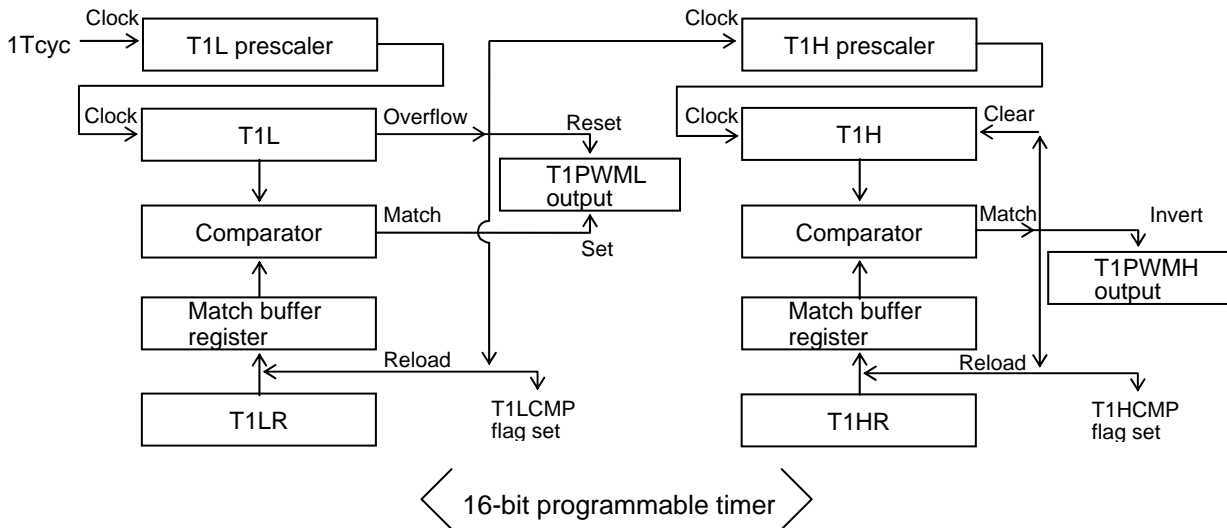 Clock
1Tcyc
T1L prescaler
Clock
T1L
Overflow
Reset
T1PWML
output
Comparator
Match
Set
Match buffer
register
Reload
T1LR
T1LCMP
flag set
Clock
T1H prescaler
Clock
T1H
Clear
Comparator
Match
Invert
T1PWMH
output
Match buffer
register
Reload
T1HR
T1HCMP
flag set
16-bit programmable timer